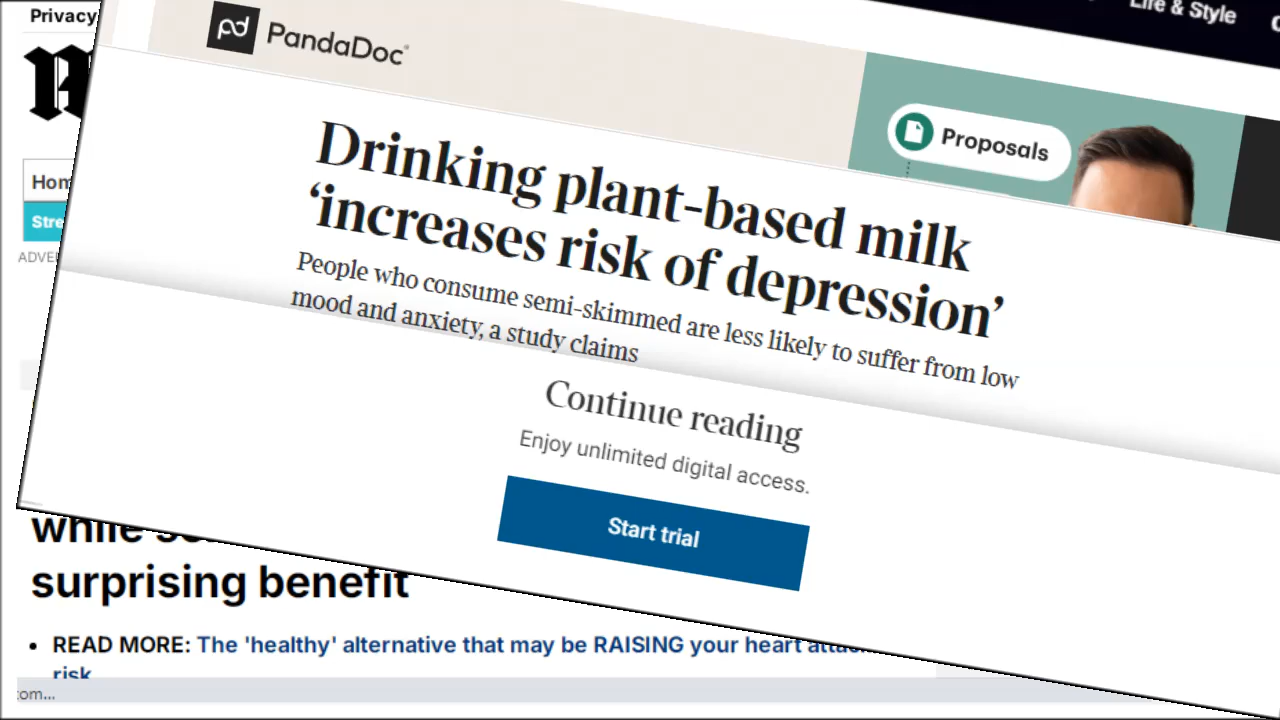 Privacy
Life & Style
pd PandaDoc
Proposals
Drinking plant-based milk
‘increases risk of depression’
People who consume semi-skimmed are less likely to suffer from low
mood and anxiety, a study claims
Continue reading
Enjoy unlimited digital access.
Start trial
surprising benefit
READ MORE: The 'healthy' alternative that may be RAISING your heart
risk
com...